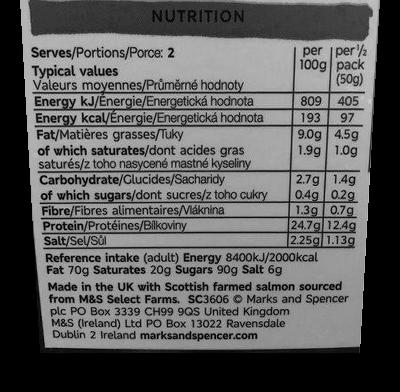 NUTRITION
Serves/Portions/Porce: 2
per 100g
per ½ pack (50g)
Typical values
Valeurs moyennes/Průměrné hodnoty
Energy kJ/Énergie/Energetická hodnota 809 405
Energy kcal/Énergie/Energetická hodnota 193 97
Fat/Matières grasses/Tuky 9.0g 4.5g
of which saturates/dont acides gras 1.9g 1.0g
saturés/z toho nasycené mastné kyseliny
Carbohydrate/Glucides/Sacharidy 2.7g 1.4g
of which sugars/dont sucres/z toho cukry 0.4g 0.2g
Fibre/Fibres alimentaires/Vláknina 1.3g 0.7g
Protein/Protéines/Bílkoviny 24.7g 12.4g
Salt/Sel/Sůl 2.25g 1.13g
Reference intake (adult) Energy 8400kJ/2000kcal
Fat 70g Saturates 20g Sugars 90g Salt 6g
Made in the UK with Scottish farmed salmon sourced
from M&S Select Farms. SC3606 © Marks and Spencer
plc PO Box 3339 CH99 9QS United Kingdom
M&S (Ireland) Ltd PO Box 13022 Ravensdale
Dublin 2 Ireland marksandspencer.com